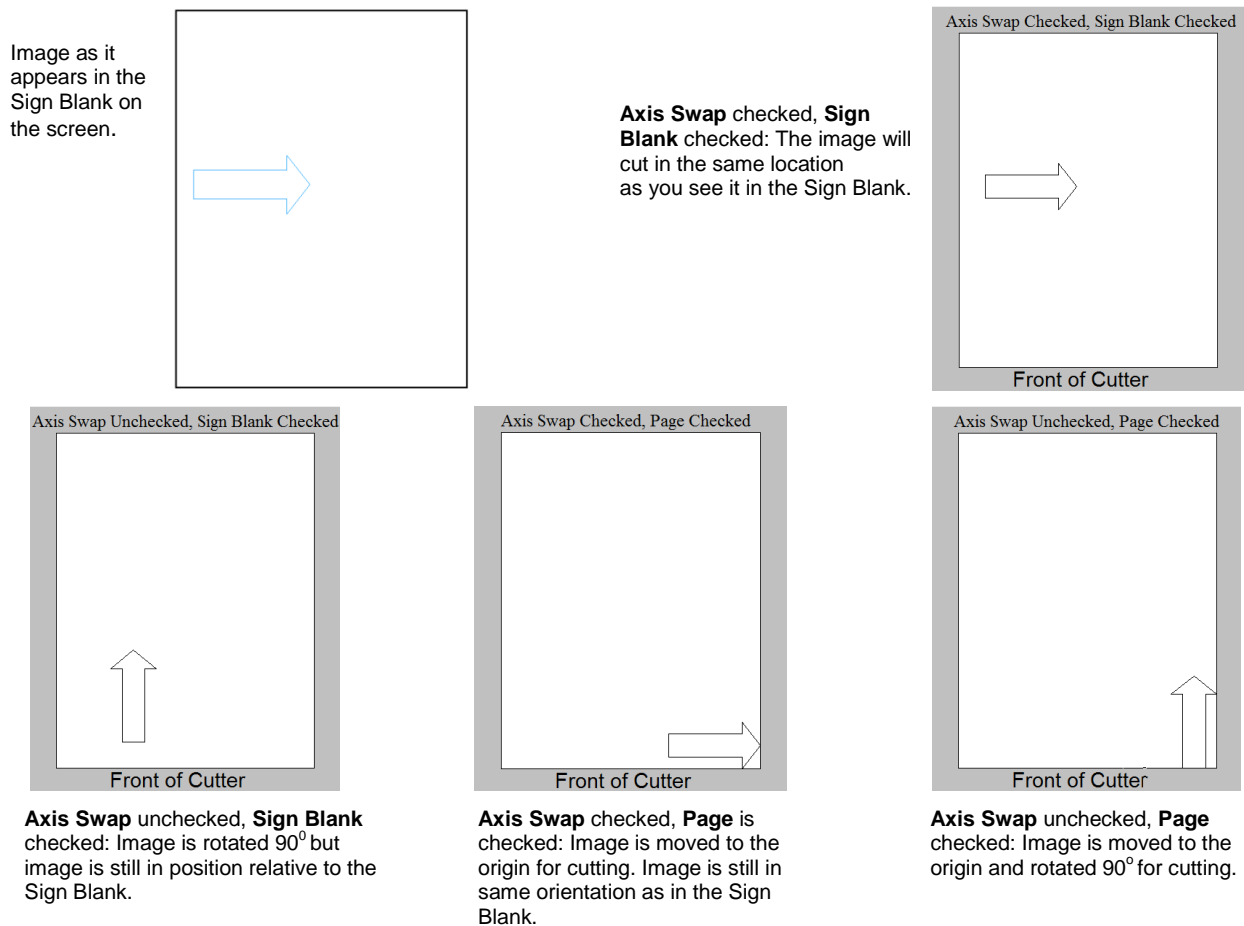 Image as it
appears in the
Sign Blank on
the screen.
Axis Swap checked, Sign
Blank checked: The image will
cut in the same location
as you see it in the Sign Blank.
Axis Swap Checked, Sign Blank Checked
Front of Cutter
Axis Swap Unchecked, Sign Blank Checked
Front of Cutter
Axis Swap unchecked, Sign Blank
checked: Image is rotated 90⁰ but
image is still in position relative to the
Sign Blank.
Axis Swap Checked, Page Checked
Front of Cutter
Axis Swap checked, Page is
checked: Image is moved to the
origin for cutting. Image is still in
same orientation as in the Sign
Blank.
Axis Swap Unchecked, Page Checked
Front of Cutter
Axis Swap unchecked, Page
checked: Image is moved to the
origin and rotated 90ᵒ for cutting.